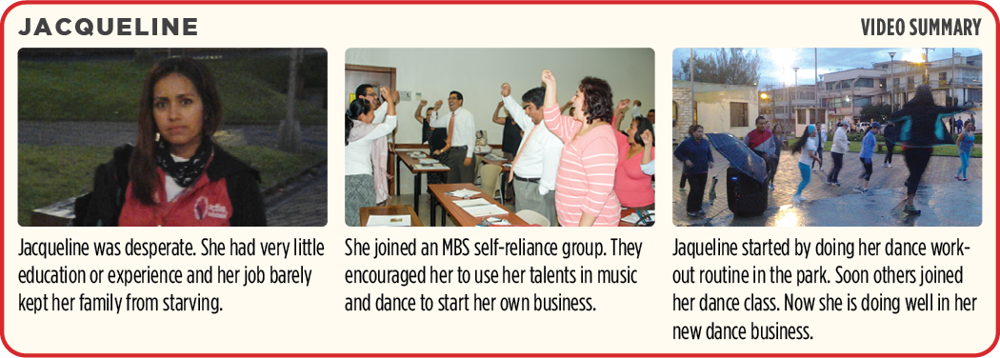 JACQUELINE
VIDEO SUMMARY
Jacqueline was desperate. She had very little
education or experience and her job barely
kept her family from starving.
She joined an MBS self-reliance group. They
encouraged her to use her talents in music
and dance to start her own business.
Jaqueline started by doing her dance work-
out routine in the park. Soon others joined
her dance class. Now she is doing well in her
new dance business.